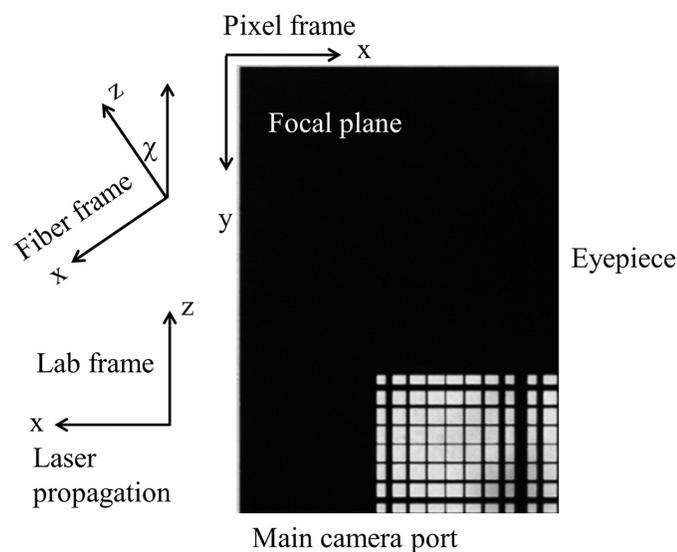 Pixel frame
x
z
χ
Focal plane
Fiber frame
y
x
Eyepiece
z
Lab frame
x
Laser
propagation
Main camera port